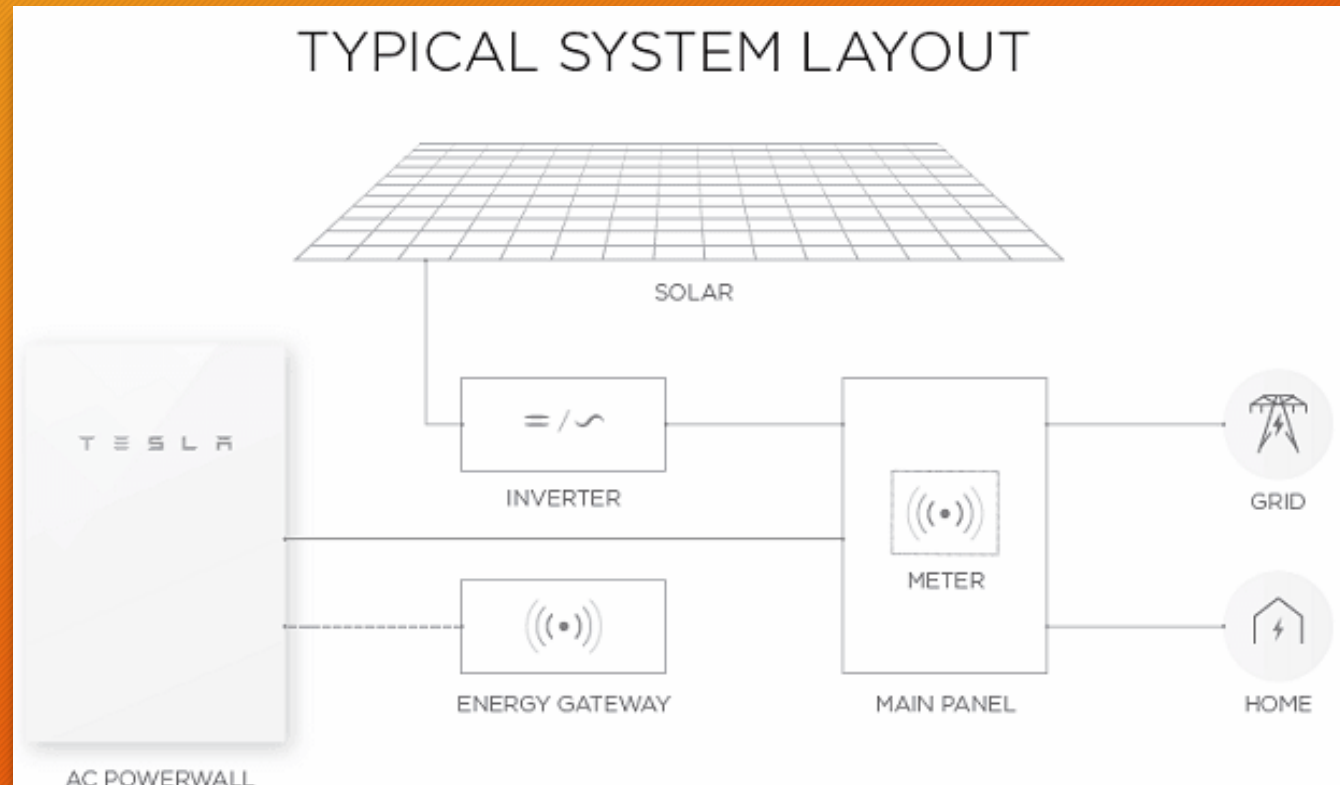 TYPICAL SYSTEM LAYOUT
SOLAR
TESLA
INVERTER
GRID
METER
ENERGY GATEWAY
MAIN PANEL
HOME
AC POWERWALL